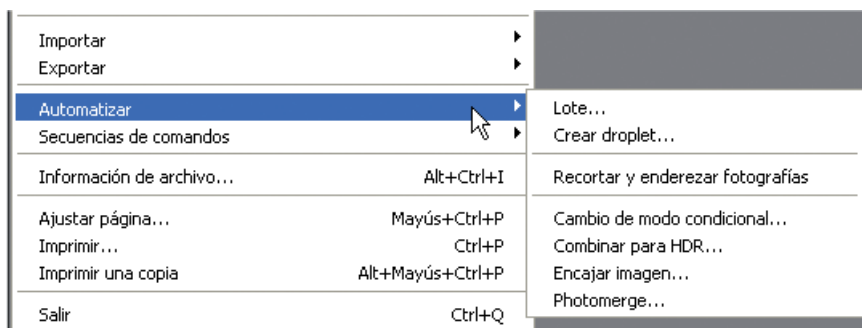 Importar
Exportar
Automatizar
Secuencias de comandos
Información de archivo... Alt+Ctrl+I
Ajustar página... Mayús+Ctrl+P
Imprimir... Ctrl+P
Imprimir una copia Alt+Mayús+Ctrl+P
Salir Ctrl+Q
Lote...
Crear droplet...
Recortar y enderezar fotografías
Cambio de modo condicional...
Combinar para HDR...
Encajar imagen...
Photomerge...